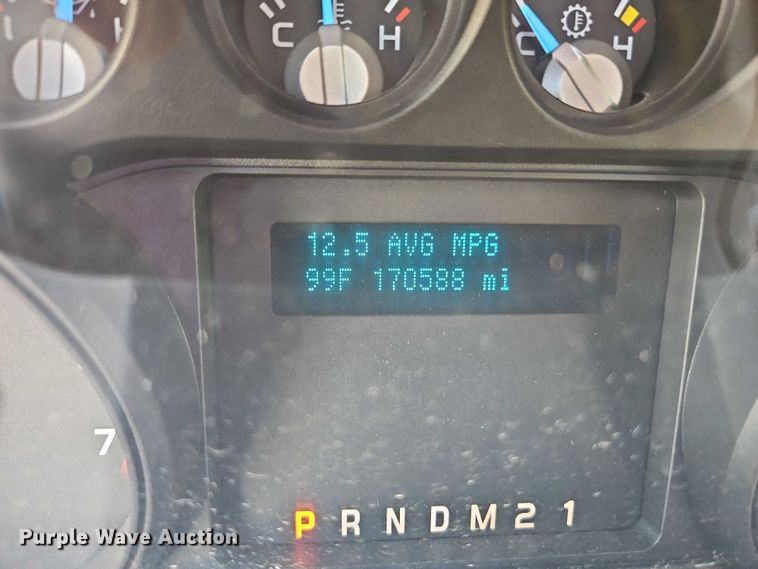 C H C H
12.5 AVG MPG
99F 170588 mi
7
P R N D M 2 1
Purple Wave Auction